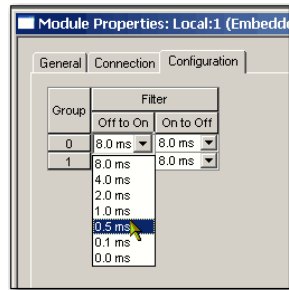 Module Properties: Local:1 (Embedde
General Connection Configuration
Group Filter
Off to On On to Off
0 8.0 ms 8.0 ms
1 8.0 ms 8.0 ms
4.0 ms
2.0 ms
1.0 ms
0.5 ms
0.1 ms
0.0 ms